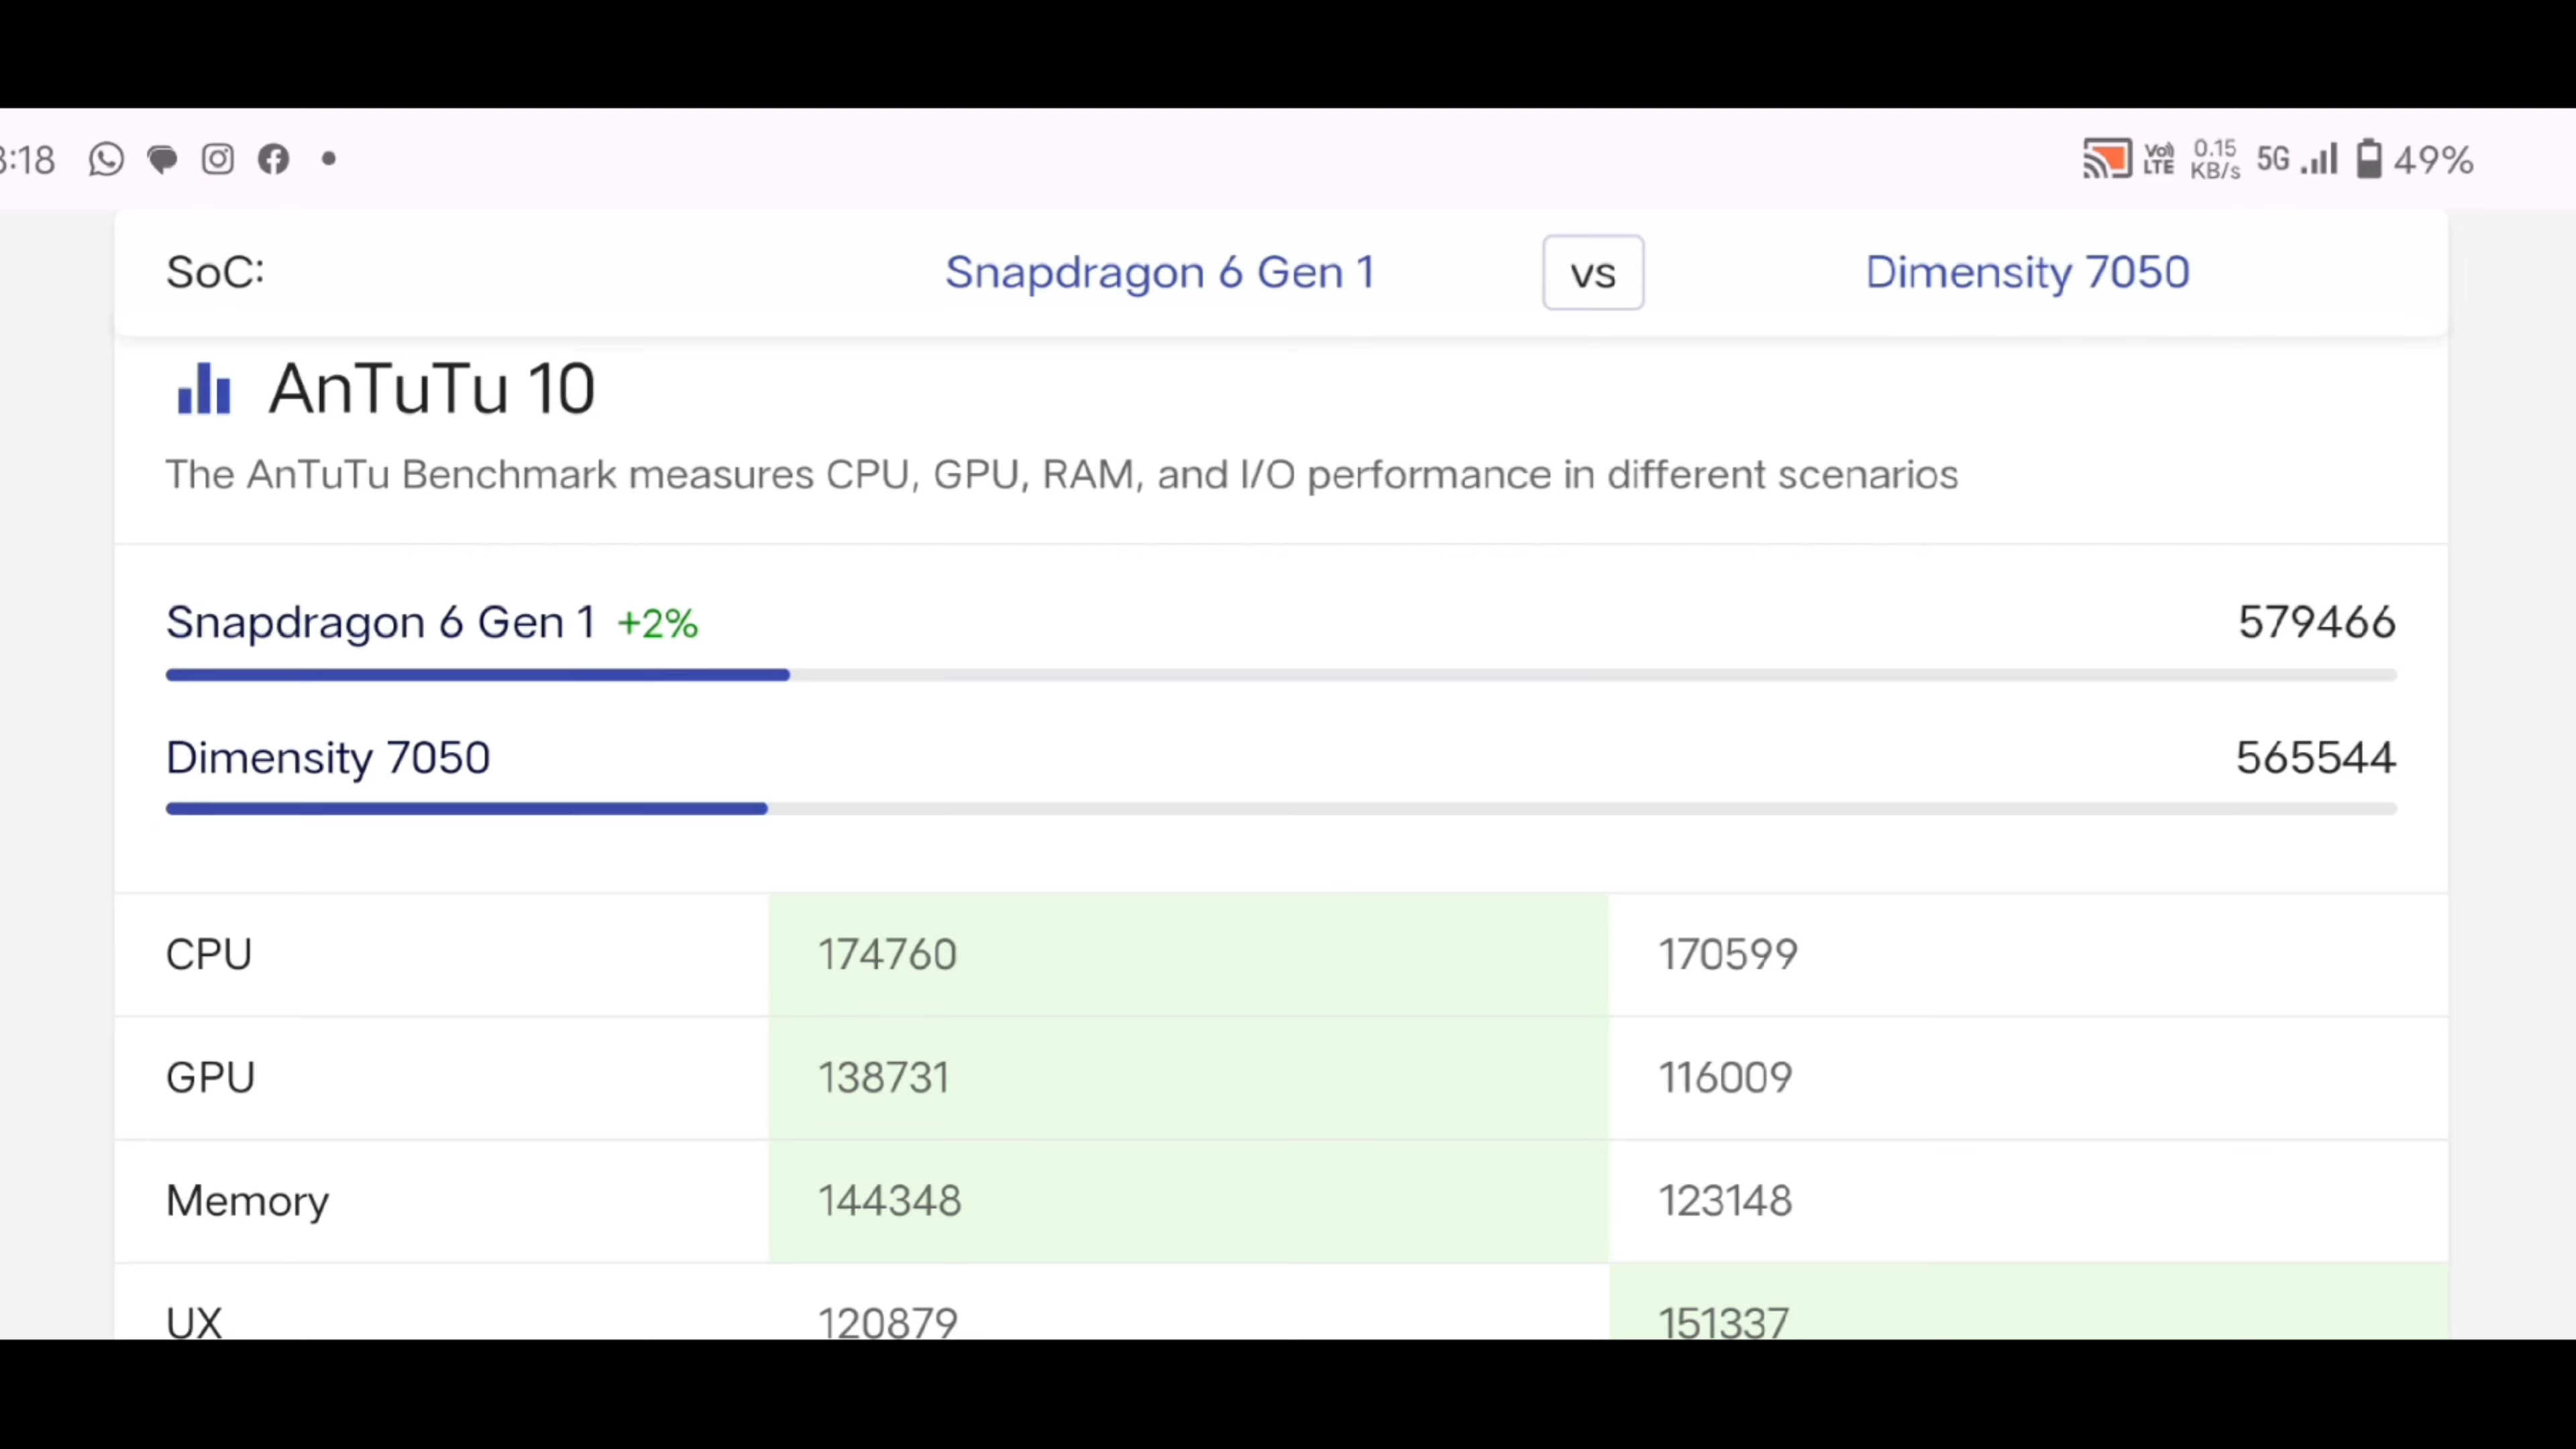 :18 Vo) LTE 0.15 KB/s 5G 49%
SoC: Snapdragon 6 Gen 1 vs Dimensity 7050
AnTuTu 10
The AnTuTu Benchmark measures CPU, GPU, RAM, and I/O performance in different scenarios
Snapdragon 6 Gen 1 +2% 579466
Dimensity 7050 565544
CPU 174760 170599
GPU 138731 116009
Memory 144348 123148
UX 120879 151337